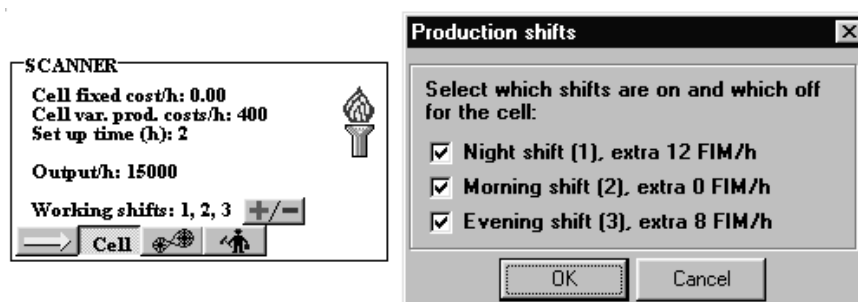 SCANNER
Cell fixed cost/h: 0.00
Cell var. prod. costs/h: 400
Set up time (h): 2
Output/h: 15000
Working shifts: 1, 2, 3 +/-
Cell
Production shifts
Select which shifts are on and which off
for the cell:
Night shift (1), extra 12 FIM/h
Morning shift (2), extra 0 FIM/h
Evening shift (3), extra 8 FIM/h
OK Cancel